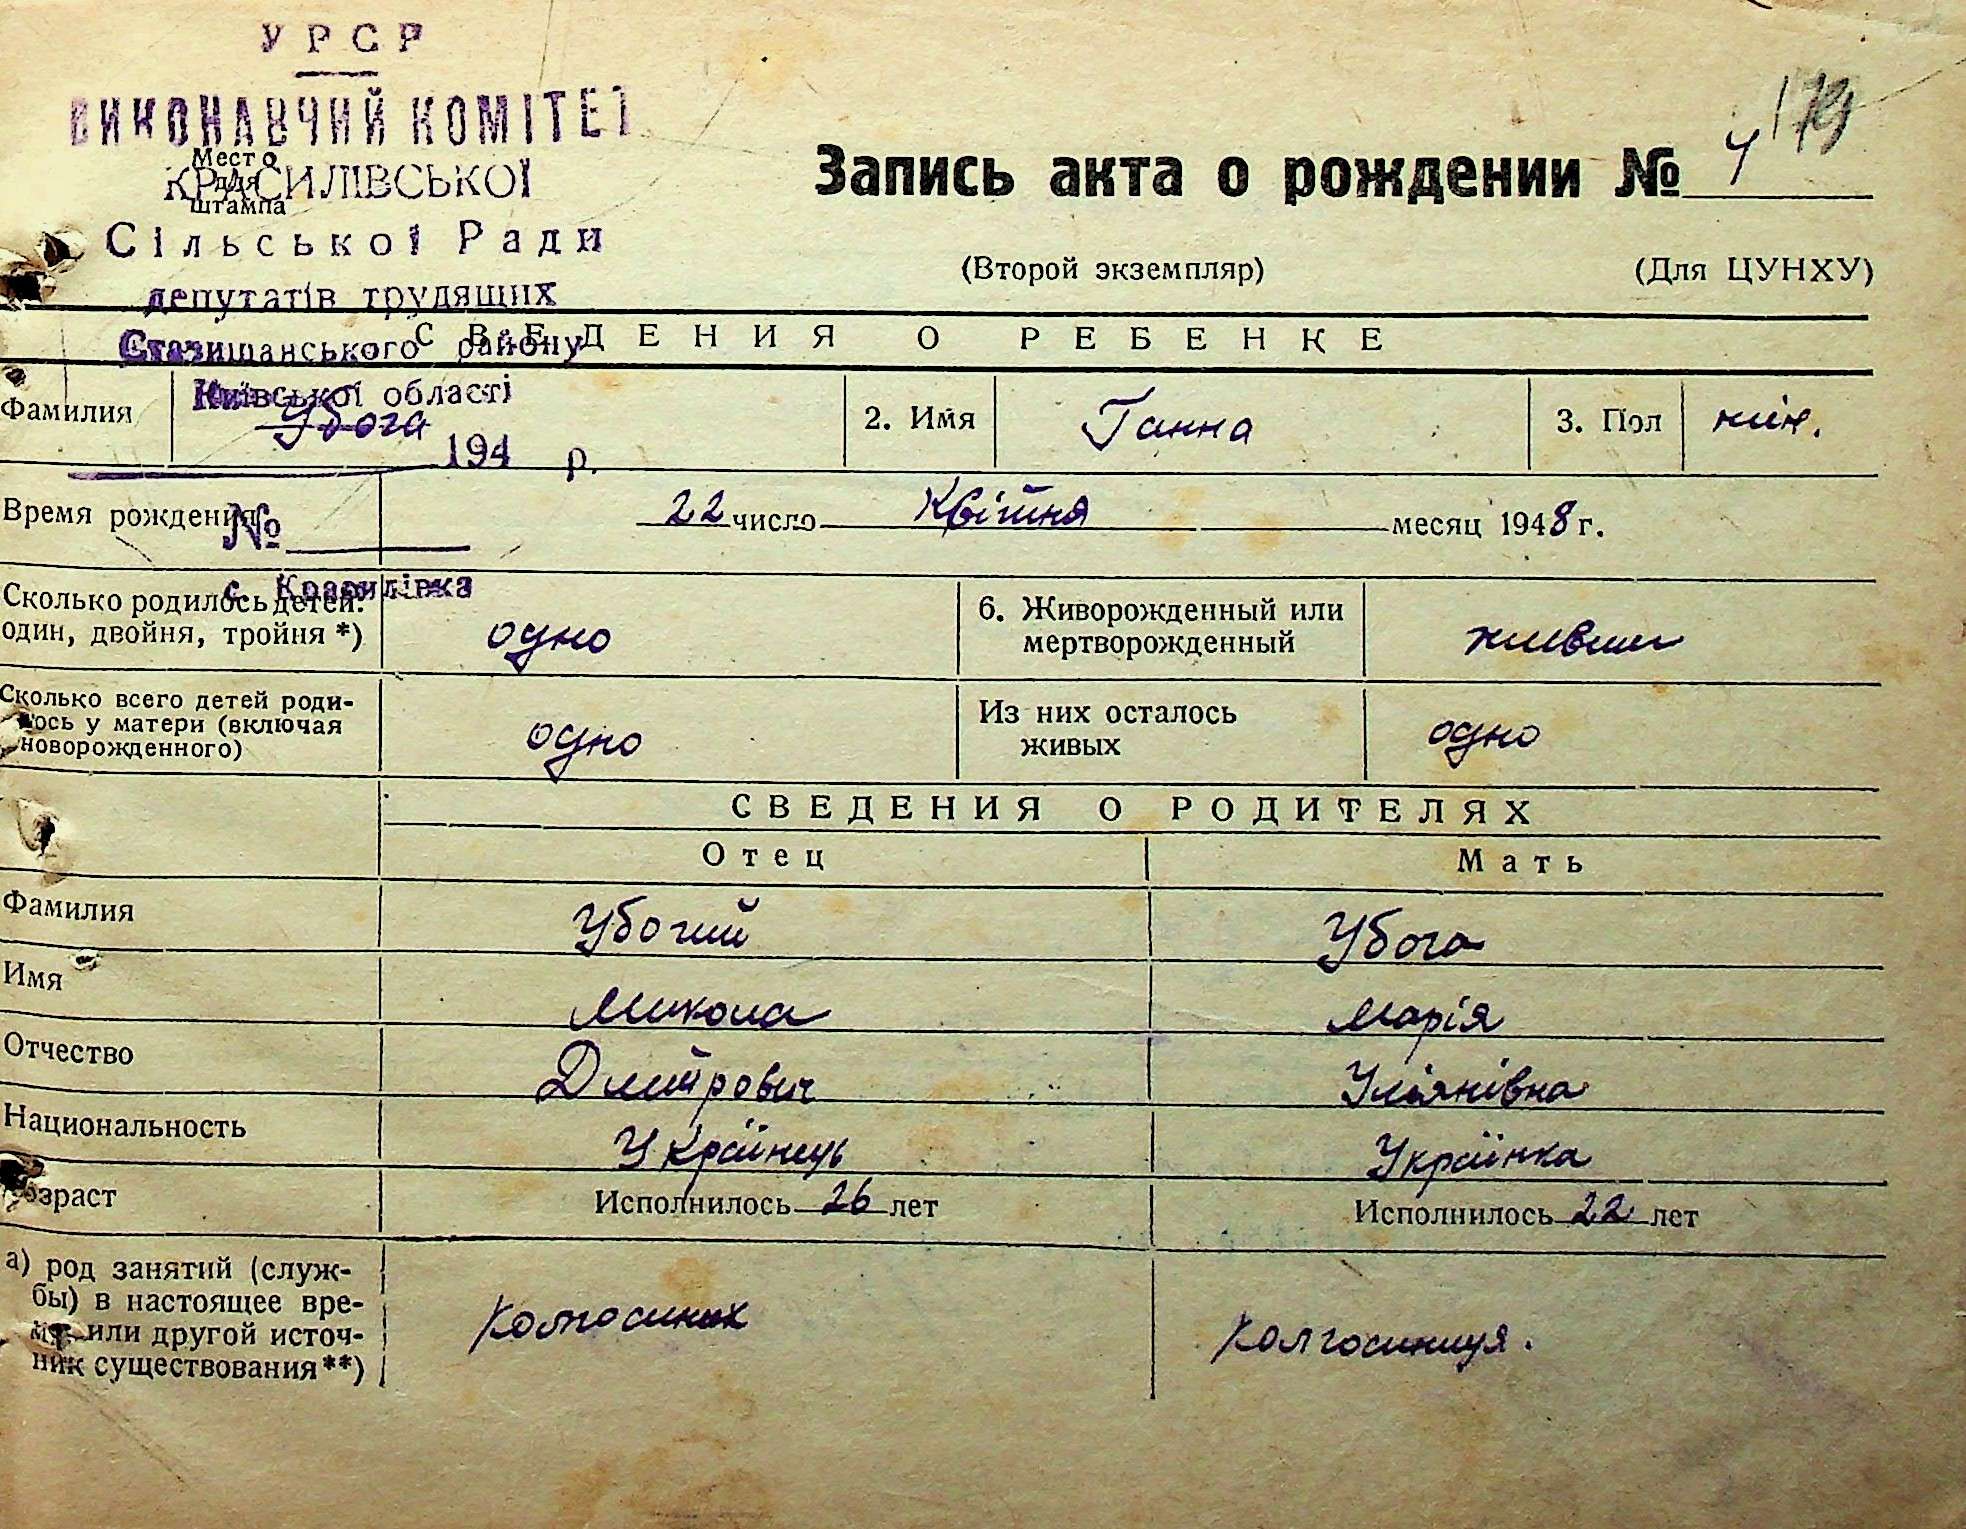 УРСР
ВИКОНАВЧИЙ КОМІТЕТ
Место
для
штампа
КРАСИЛІВСЬКОЇ
Сільської Ради
депутатів трудящих
Ставищанського району
Київської області
194 р.
№
с. Красилівка
179
Запись акта о рождении № 4
(Второй экземпляр) (Для ЦУНХУ)
СВЕДЕНИЯ О РЕБЕНКЕ
Фамилия Убога 2. Имя Ганна 3. Пол жін.
Время рождения 22 число Квітня месяц 1948 г.
Сколько родилось детей:
один, двойня, тройня *) одно
6. Живорожденный или
мертворожденный
Сколько всего детей роди-
лось у матери (включая
новорожденного) одно
Из них осталось
живых одно
СВЕДЕНИЯ О РОДИТЕЛЯХ
Отец Мать
Фамилия Убогий Убога
Имя Микола Марія
Отчество Дмитрович Улянівна
Национальность Українець Українка
Возраст Исполнилось 26 лет Исполнилось 22 лет
а) род занятий (служ-
бы) в настоящее вре-
мя или другой источ-
ник существования **) Колгоспник Колгоспниця.